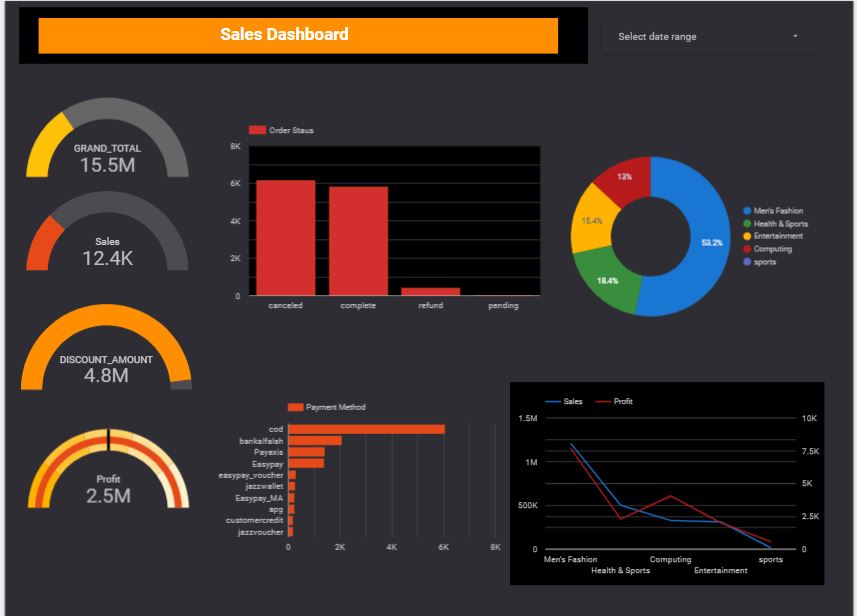 Sales Dashboard
Select date range
GRAND_TOTAL
15.5M
Sales
12.4K
DISCOUNT_AMOUNT
4.8M
Profit
2.5M
Order Staus
8K
6K
4K
2K
0
canceled complete refund pending
53.2%
18.4%
15.4%
13%
Men's Fashion
Health & Sports
Entertainment
Computing
sports
Payment Method
cod
bankalfalah
Payaxis
Easypay
easypay_voucher
jazzwallet
Easypay_MA
apg
customercredit
jazzvoucher
0 2K 4K 6K 8K
Sales Profit
1.5M
1M
500K
0
10K
7.5K
5K
2.5K
0
Men's Fashion Computing sports
Health & Sports Entertainment